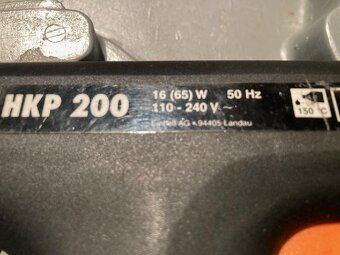 HKP 200
16 (65) W 50 Hz
110 - 240 V ~
AG • 94405 Landau
150 °C